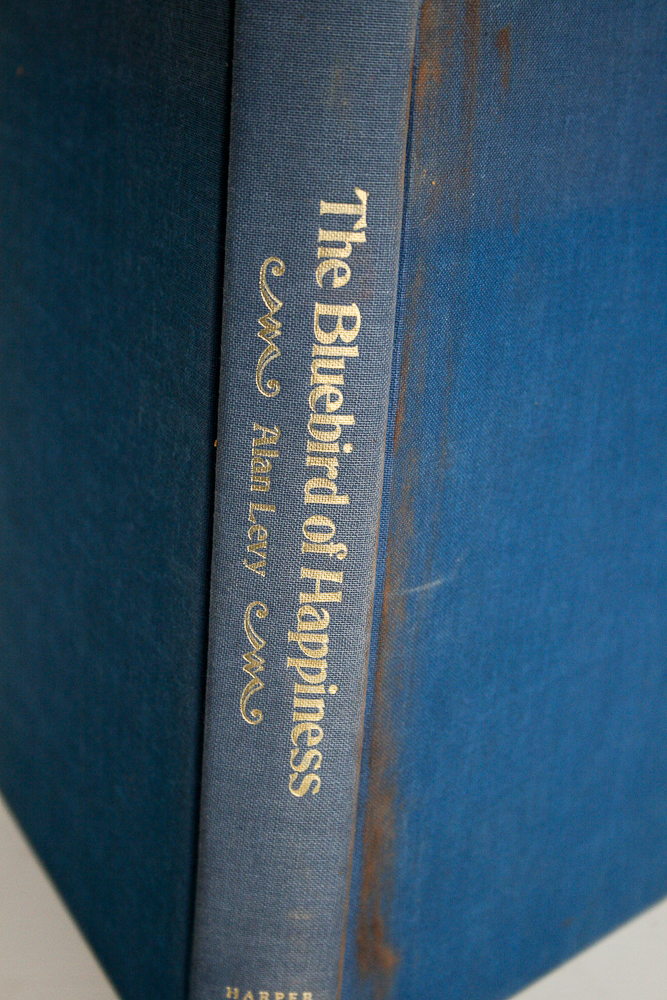 The Bluebird of Happiness
Alan Levy
HARPER